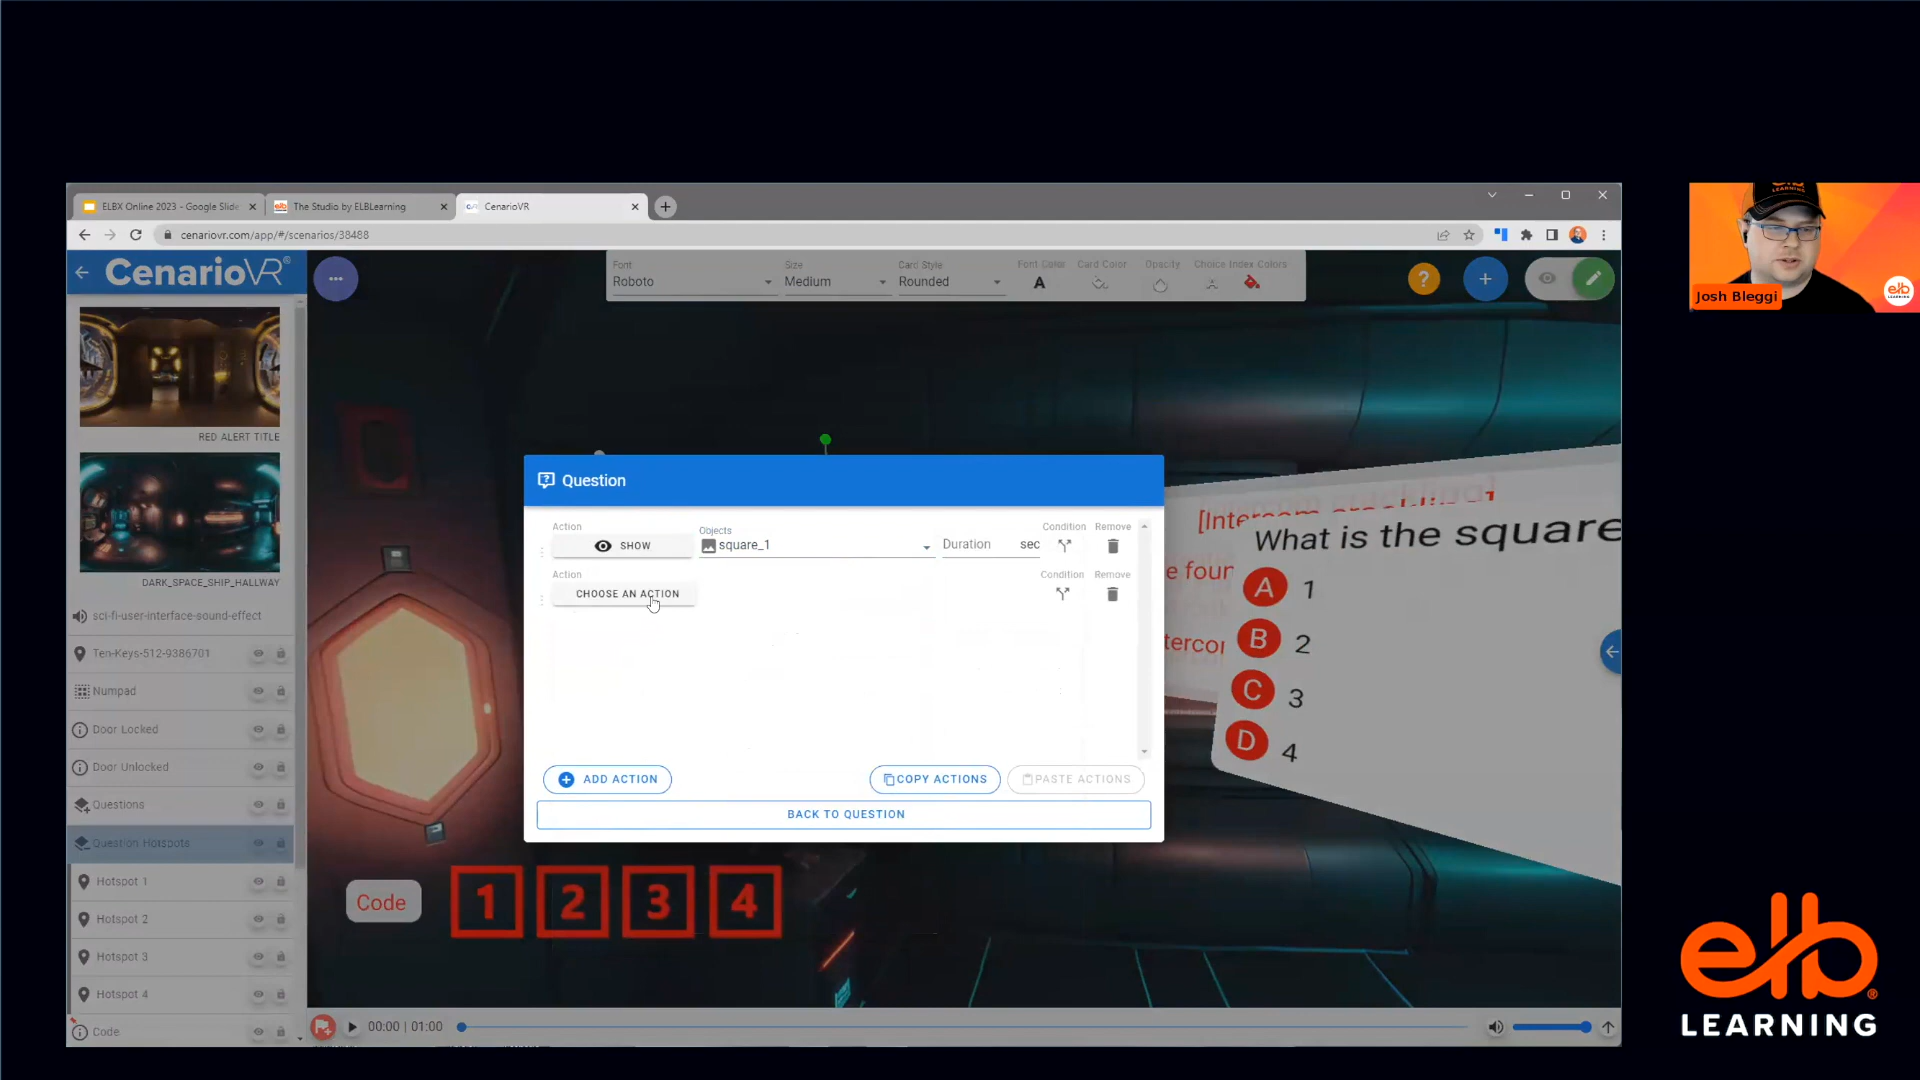 ELBX Online 2023 - Google Slide
The Studio by ELBLearning
CenarioVR
cenariovr.com/app/#/scenarios/38488
CenarioVR®
Font
Roboto
Size
Medium
Card Style
Rounded
Font Color
Card Color
Opacity
Choice Index Colors
RED ALERT TITLE
DARK_SPACE_SHIP_HALLWAY
sci-fi-user-interface-sound-effect
Ten-Keys-512-9386701
Numpad
Door Locked
Door Unlocked
Questions
Question Hotspots
Hotspot 1
Hotspot 2
Hotspot 3
Hotspot 4
Code
Question
Action
Objects
Condition
Remove
SHOW
square_1
Duration
sec
Action
Condition
Remove
CHOOSE AN ACTION
ADD ACTION
COPY ACTIONS
PASTE ACTIONS
BACK TO QUESTION
[Intercom crackling]
What is the square
e four
A 1
B 2
C 3
D 4
Code
1 2 3 4
00:00 | 01:00
Josh Bleggi
elb
LEARNING
elb®
LEARNING